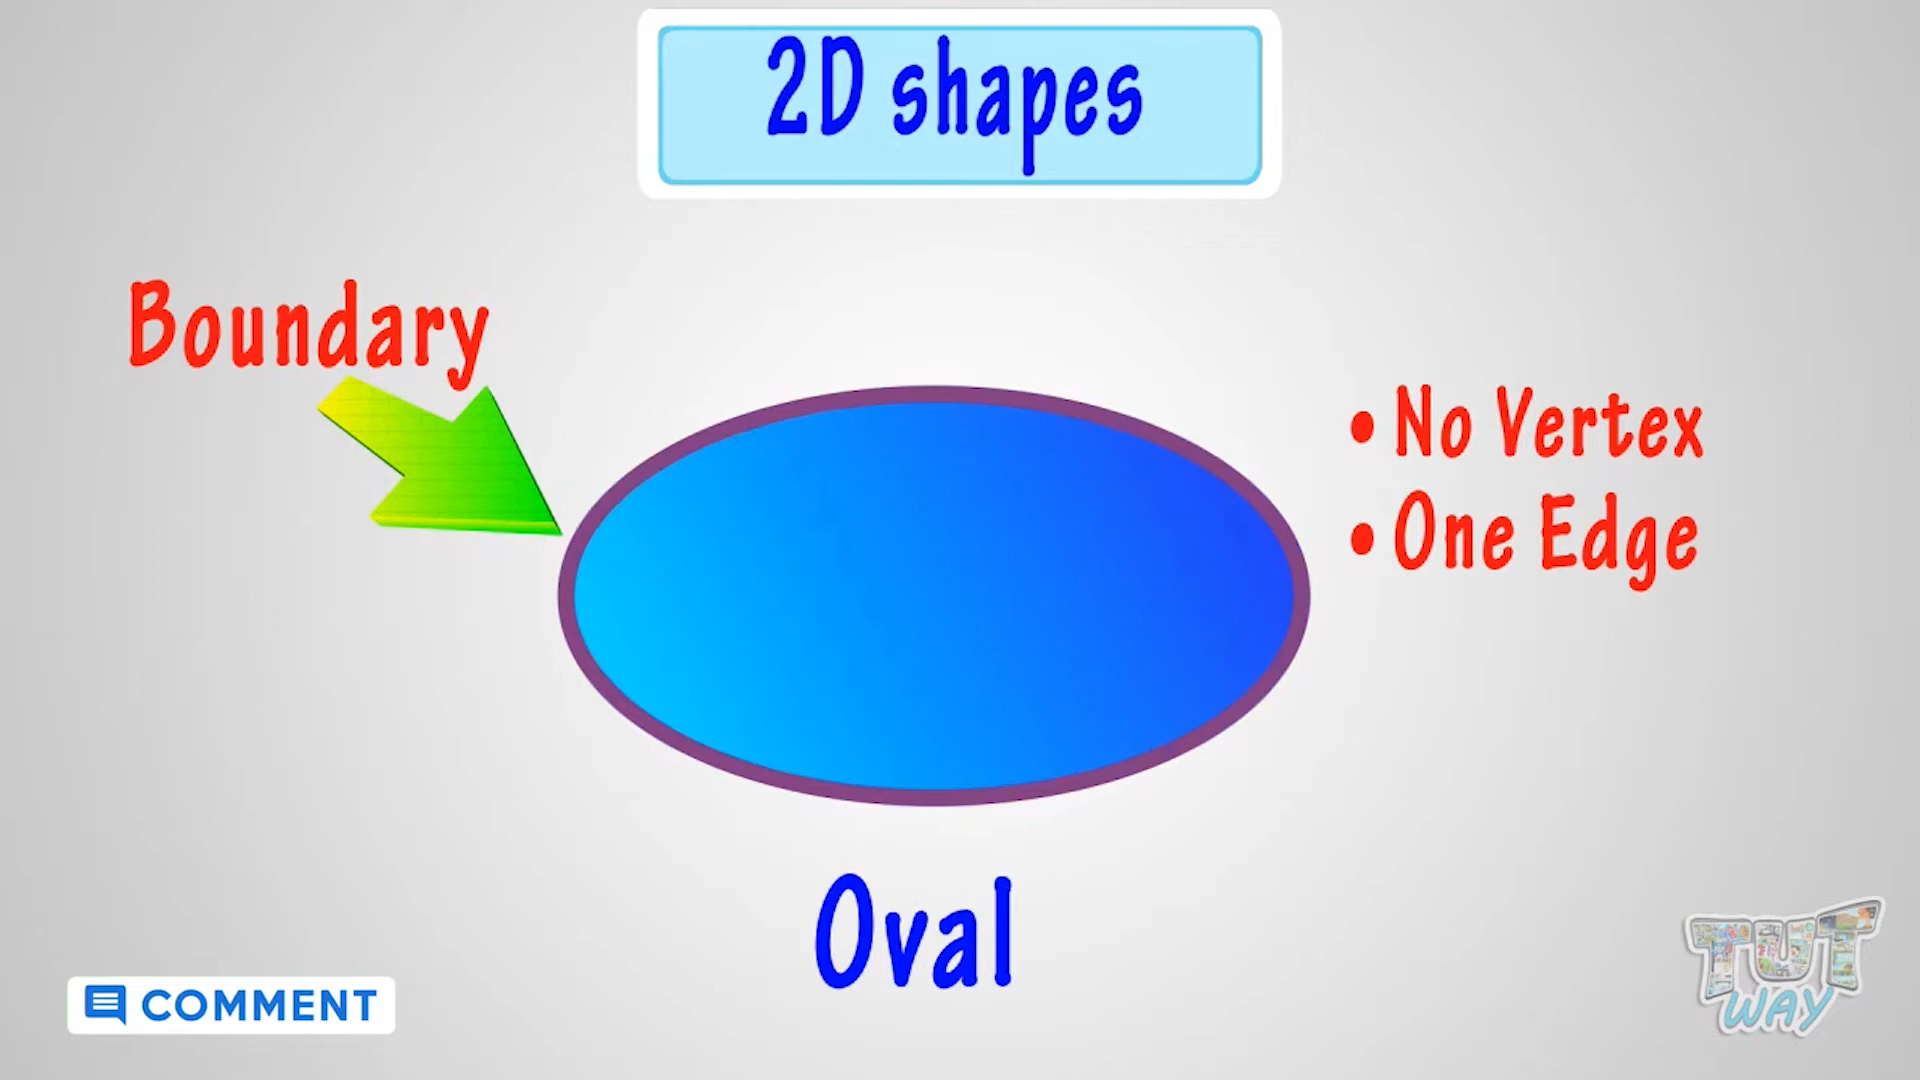 2D shapes
Boundary
• No Vertex
• One Edge
Oval
COMMENT
TUT
WAY